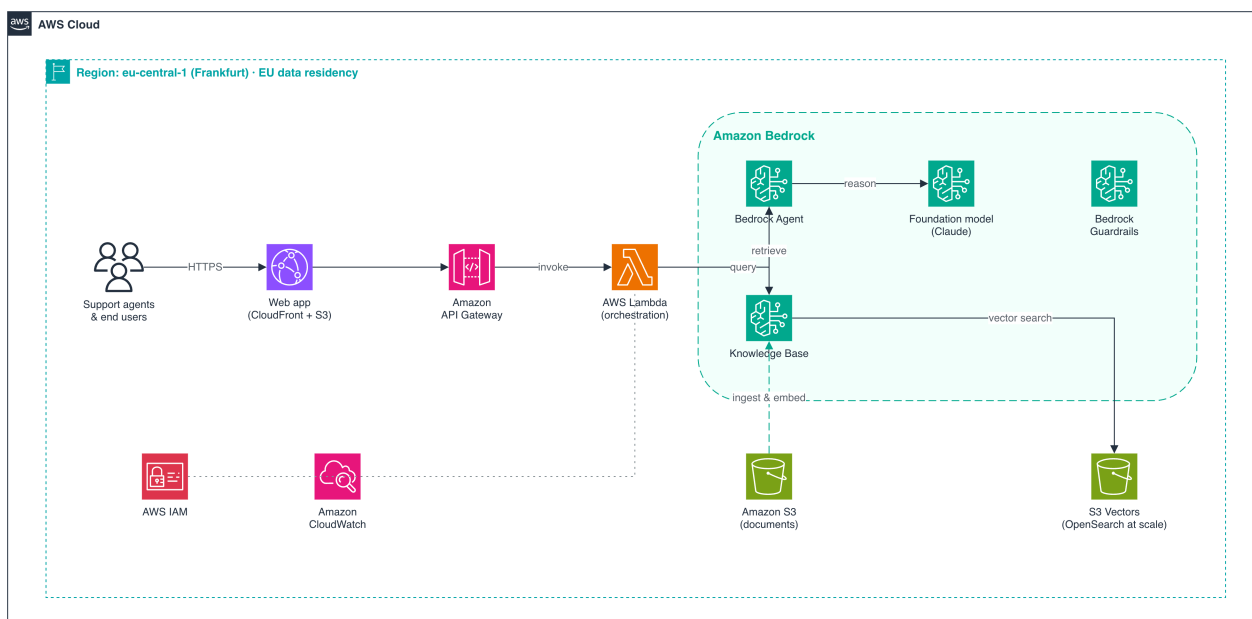 aws
AWS Cloud
Region: eu-central-1 (Frankfurt) · EU data residency
Amazon Bedrock
reason
Bedrock Agent
Foundation model
(Claude)
Bedrock
Guardrails
retrieve
HTTPS
invoke
query
Support agents
& end users
Web app
(CloudFront + S3)
Amazon
API Gateway
AWS Lambda
(orchestration)
vector search
Knowledge Base
ingest & embed
AWS IAM
Amazon
CloudWatch
Amazon S3
(documents)
S3 Vectors
(OpenSearch at scale)